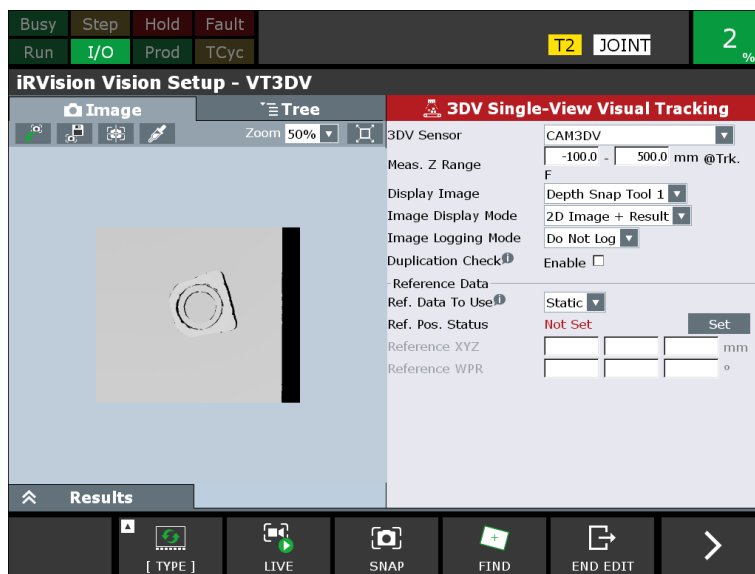 Busy Step Hold Fault
Run I/O Prod TCyc
T2 JOINT
2 %
iRVision Vision Setup - VT3DV
Image Tree
Zoom 50%
3DV Single-View Visual Tracking
3DV Sensor CAM3DV
Meas. Z Range -100.0 - 500.0 mm @Trk.
F
Display Image Depth Snap Tool 1
Image Display Mode 2D Image + Result
Image Logging Mode Do Not Log
Duplication Check Enable
Reference Data
Ref. Data To Use Static
Ref. Pos. Status Not Set Set
Reference XYZ mm
Reference WPR °
Results
[ TYPE ] LIVE SNAP FIND END EDIT